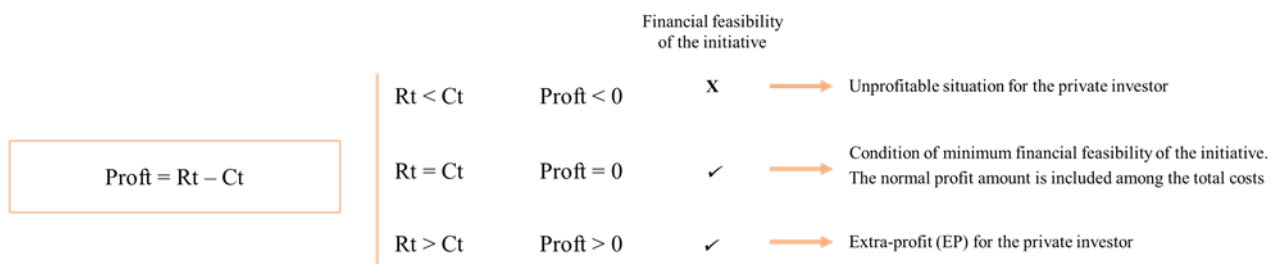 Financial feasibility
of the initiative
Rt < Ct Proft < 0 X Unprofitable situation for the private investor
Proft = Rt – Ct
Rt = Ct Proft = 0 ✓ Condition of minimum financial feasibility of the initiative.
The normal profit amount is included among the total costs
Rt > Ct Proft > 0 ✓ Extra-profit (EP) for the private investor